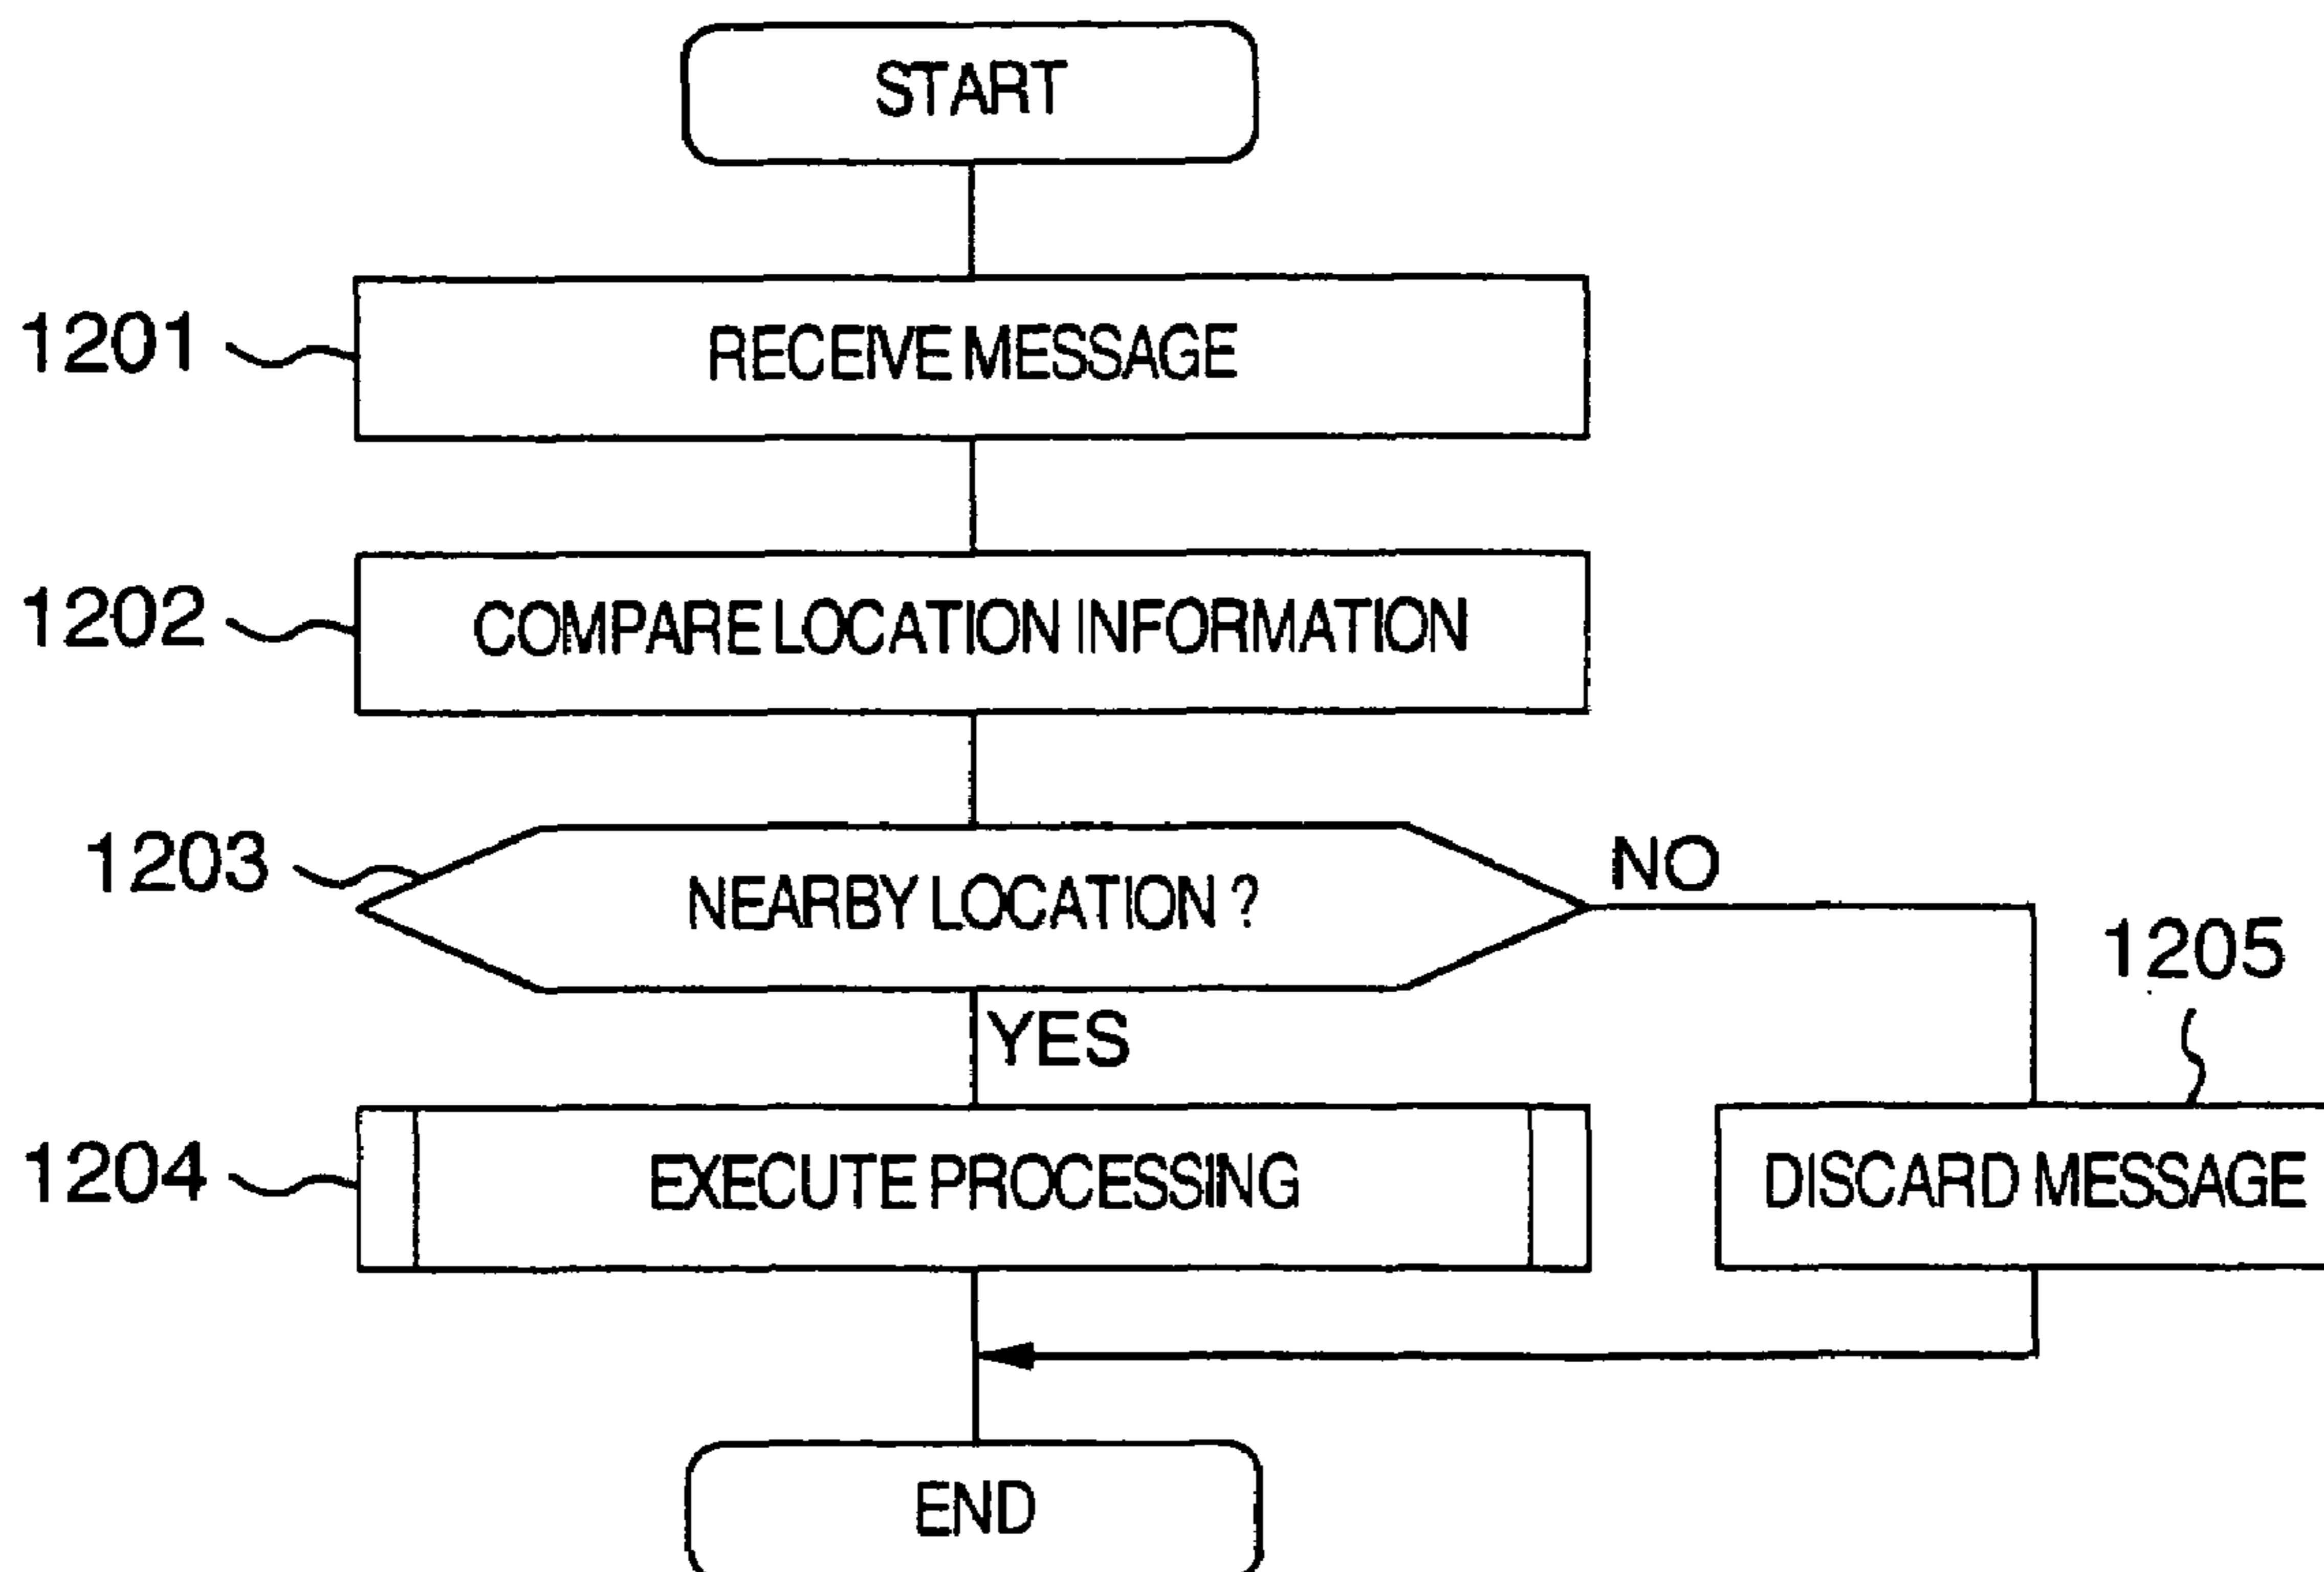 START
1201
RECEIVE MESSAGE
1202
COMPARE LOCATION INFORMATION
1203
NEARBY LOCATION ?
NO
1205
YES
1204
EXECUTE PROCESSING
DISCARD MESSAGE
END